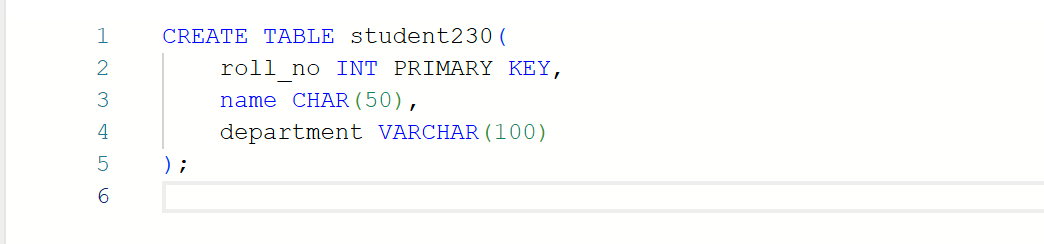 1 CREATE TABLE student230(
2 roll_no INT PRIMARY KEY,
3 name CHAR(50),
4 department VARCHAR(100)
5 );
6